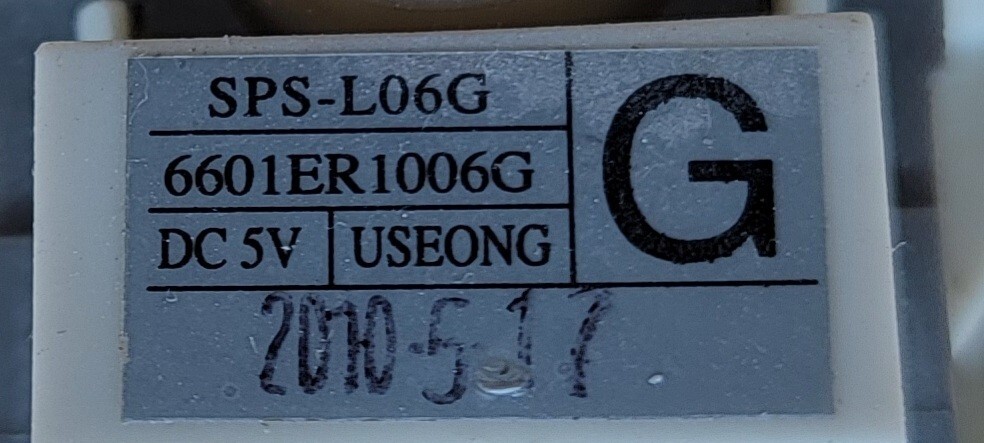 SPS-L06G
G
6601ER1006G
DC 5V USEONG
2010-5-17